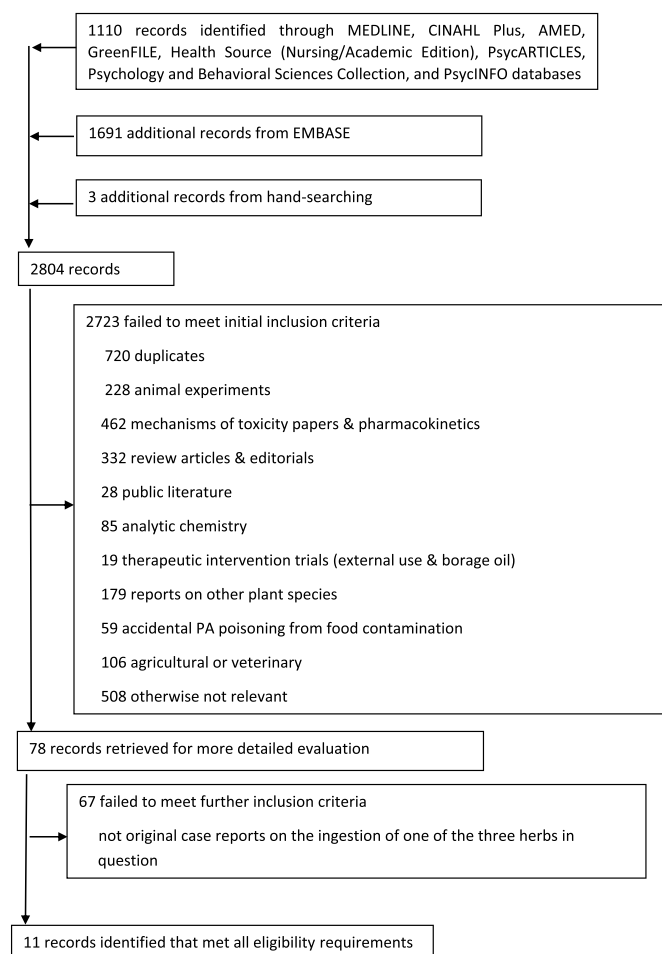 1110 records identified through MEDLINE, CINAHL Plus, AMED,
GreenFILE, Health Source (Nursing/Academic Edition), PsycARTICLES,
Psychology and Behavioral Sciences Collection, and PsycINFO databases
1691 additional records from EMBASE
3 additional records from hand-searching
2804 records
2723 failed to meet initial inclusion criteria
720 duplicates
228 animal experiments
462 mechanisms of toxicity papers & pharmacokinetics
332 review articles & editorials
28 public literature
85 analytic chemistry
19 therapeutic intervention trials (external use & borage oil)
179 reports on other plant species
59 accidental PA poisoning from food contamination
106 agricultural or veterinary
508 otherwise not relevant
78 records retrieved for more detailed evaluation
67 failed to meet further inclusion criteria
not original case reports on the ingestion of one of the three herbs in
question
11 records identified that met all eligibility requirements